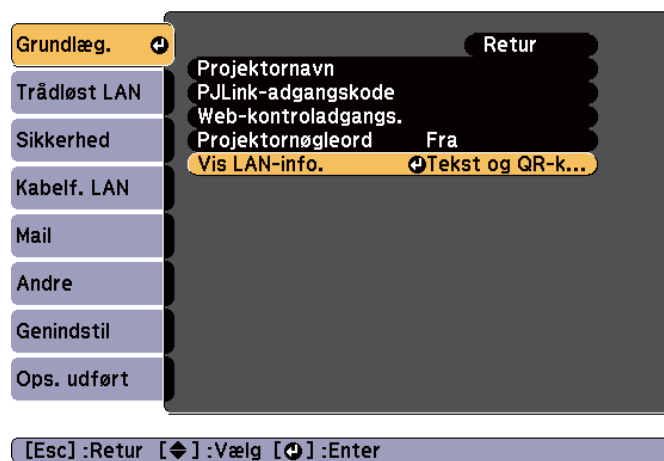 Grundlæg.
Retur
Projektornavn
Trådløst LAN
PJLink-adgangskode
Web-kontroladgangs.
Sikkerhed
Projektornøgleord Fra
Vis LAN-info. Tekst og QR-k...
Kabelf. LAN
Mail
Andre
Genindstil
Ops. udført
[Esc] :Retur [◆] :Vælg [⏎] :Enter